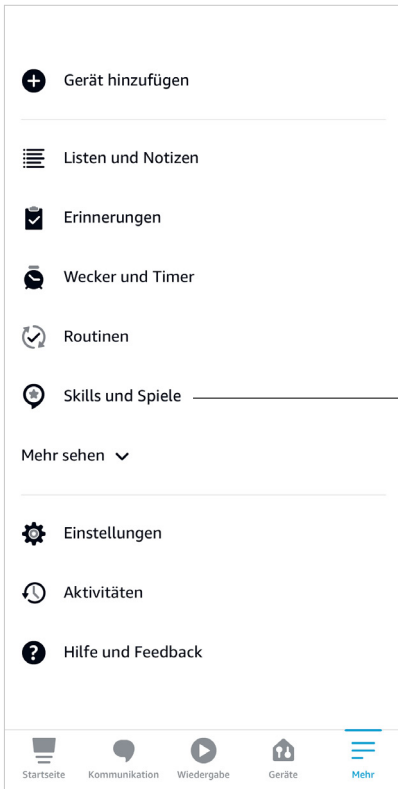 Gerät hinzufügen
Listen und Notizen
Erinnerungen
Wecker und Timer
Routinen
Skills und Spiele
Mehr sehen
Einstellungen
Aktivitäten
Hilfe und Feedback
Startseite Kommunikation Wiedergabe Geräte Mehr